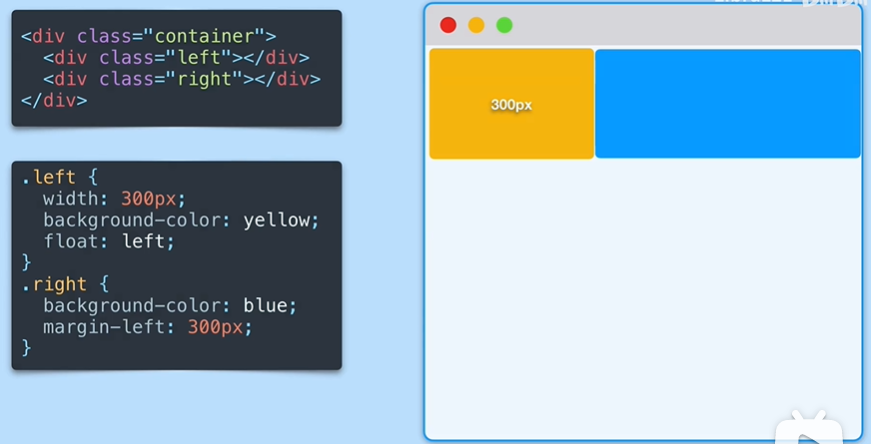 <div class="container">
  <div class="left"></div>
  <div class="right"></div>
</div>
.left {
  width: 300px;
  background-color: yellow;
  float: left;
}
.right {
  background-color: blue;
  margin-left: 300px;
}
300px